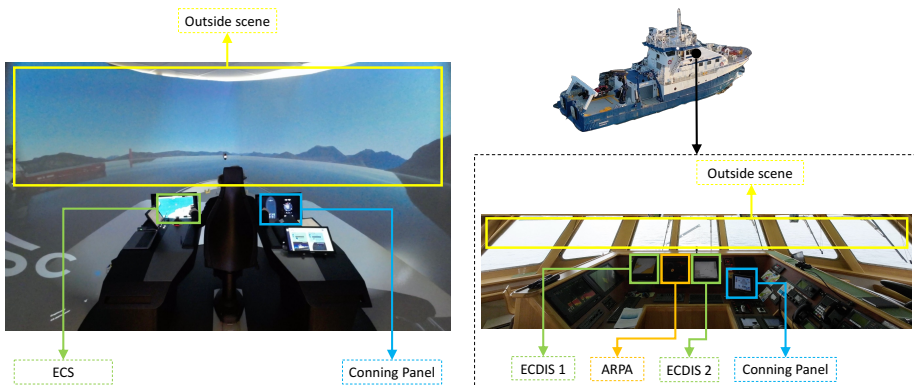 Outside scene
Outside scene
ECS
Conning Panel
ECDIS 1
ARPA
ECDIS 2
Conning Panel